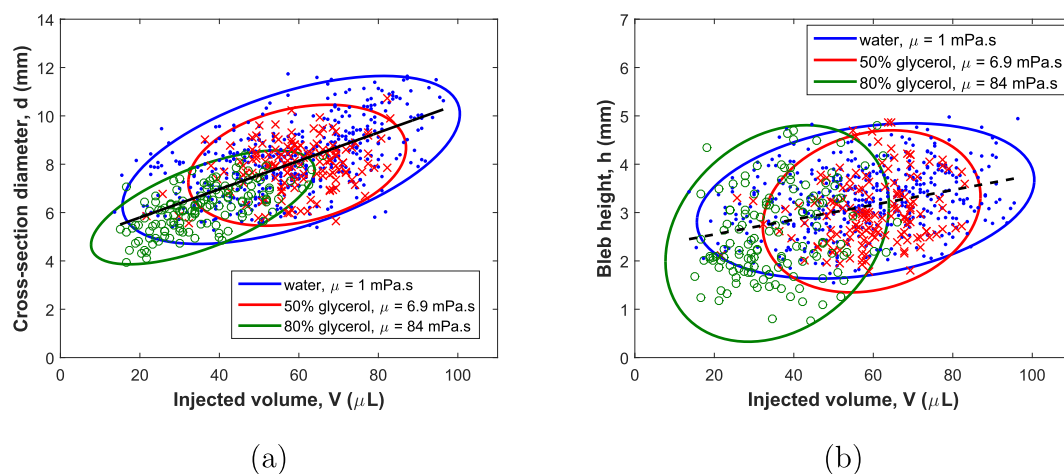 14
12
10
8
6
4
2
0
0 20 40 60 80 100
Cross-section diameter, d (mm)
Injected volume, V (μL)
water, μ = 1 mPa.s
50% glycerol, μ = 6.9 mPa.s
80% glycerol, μ = 84 mPa.s
(a)
7
6
5
4
3
2
1
0
0 20 40 60 80 100
Bleb height, h (mm)
Injected volume, V (μL)
water, μ = 1 mPa.s
50% glycerol, μ = 6.9 mPa.s
80% glycerol, μ = 84 mPa.s
(b)